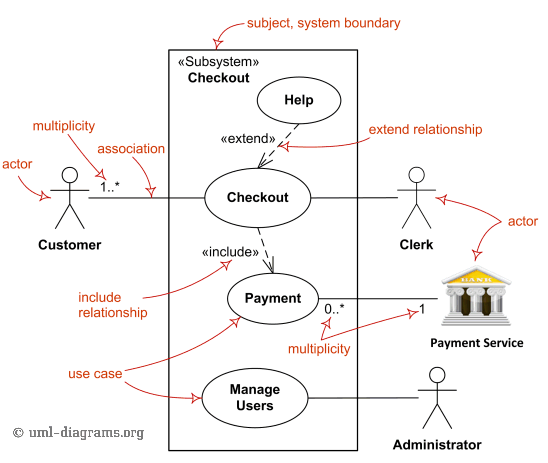 subject, system boundary
«Subsystem»
Checkout
Help
multiplicity
«extend»
extend relationship
association
actor
1..*
Checkout
Customer
Clerk
actor
«include»
BANK
include
relationship
Payment
0..*
1
multiplicity
Payment Service
use case
Manage
Users
© uml-diagrams.org
Administrator